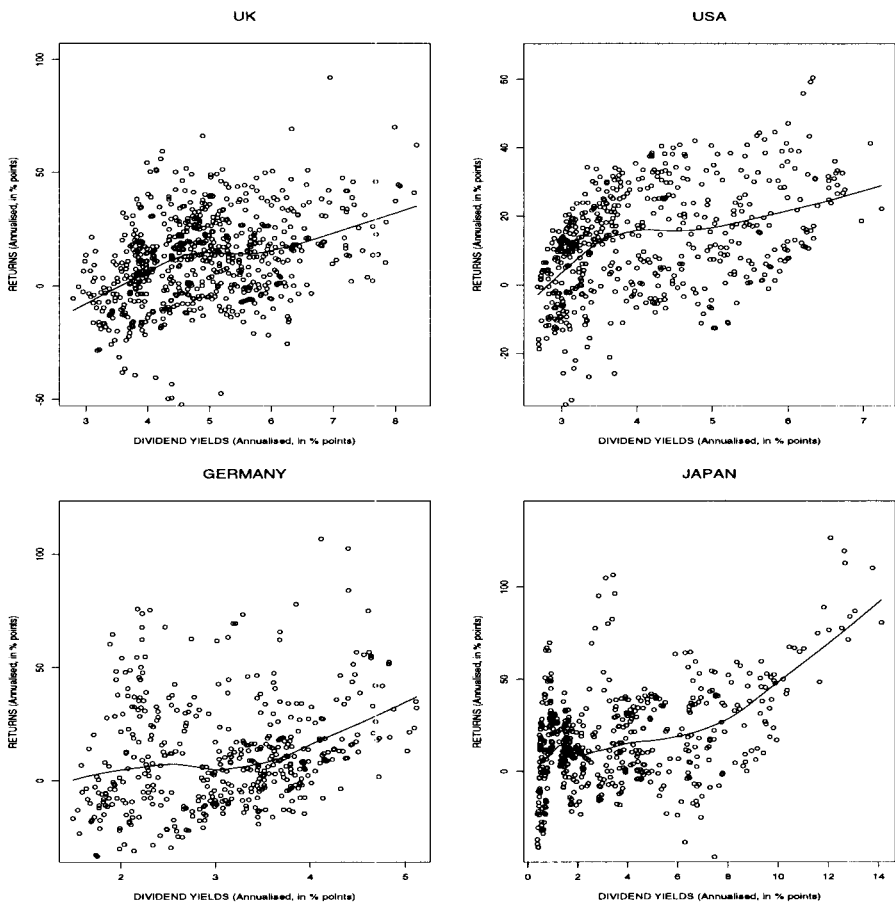 UK
RETURNS (Annualised, in % points)
100
50
0
-50
3 4 5 6 7 8
DIVIDEND YIELDS (Annualised, in % points)
USA
RETURNS (Annualised, in % points)
60
40
20
0
-20
3 4 5 6 7
DIVIDEND YIELDS (Annualised, in % points)
GERMANY
RETURNS (Annualised, in % points)
100
50
0
2 3 4 5
DIVIDEND YIELDS (Annualised, in % points)
JAPAN
RETURNS (Annualised, in % points)
100
50
0
0 2 4 6 8 10 12 14
DIVIDEND YIELDS (Annualised, in % points)